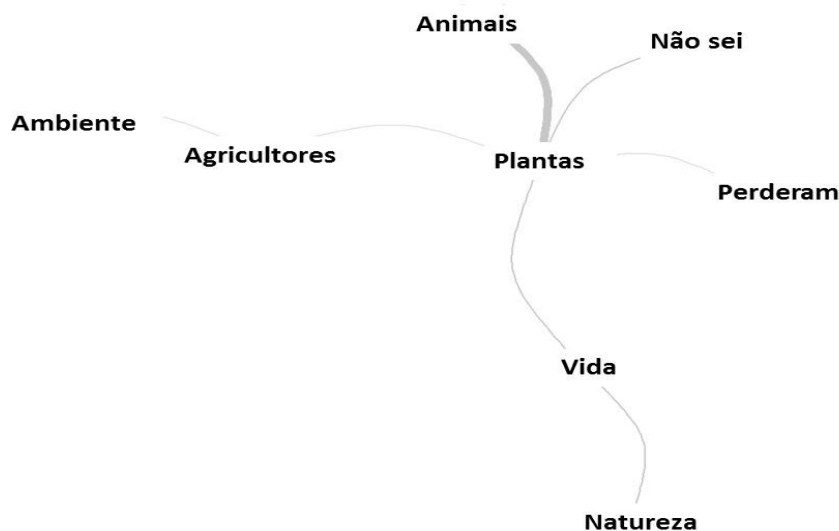 Animais
Não sei
Ambiente
Agricultores
Plantas
Perderam
Vida
Natureza